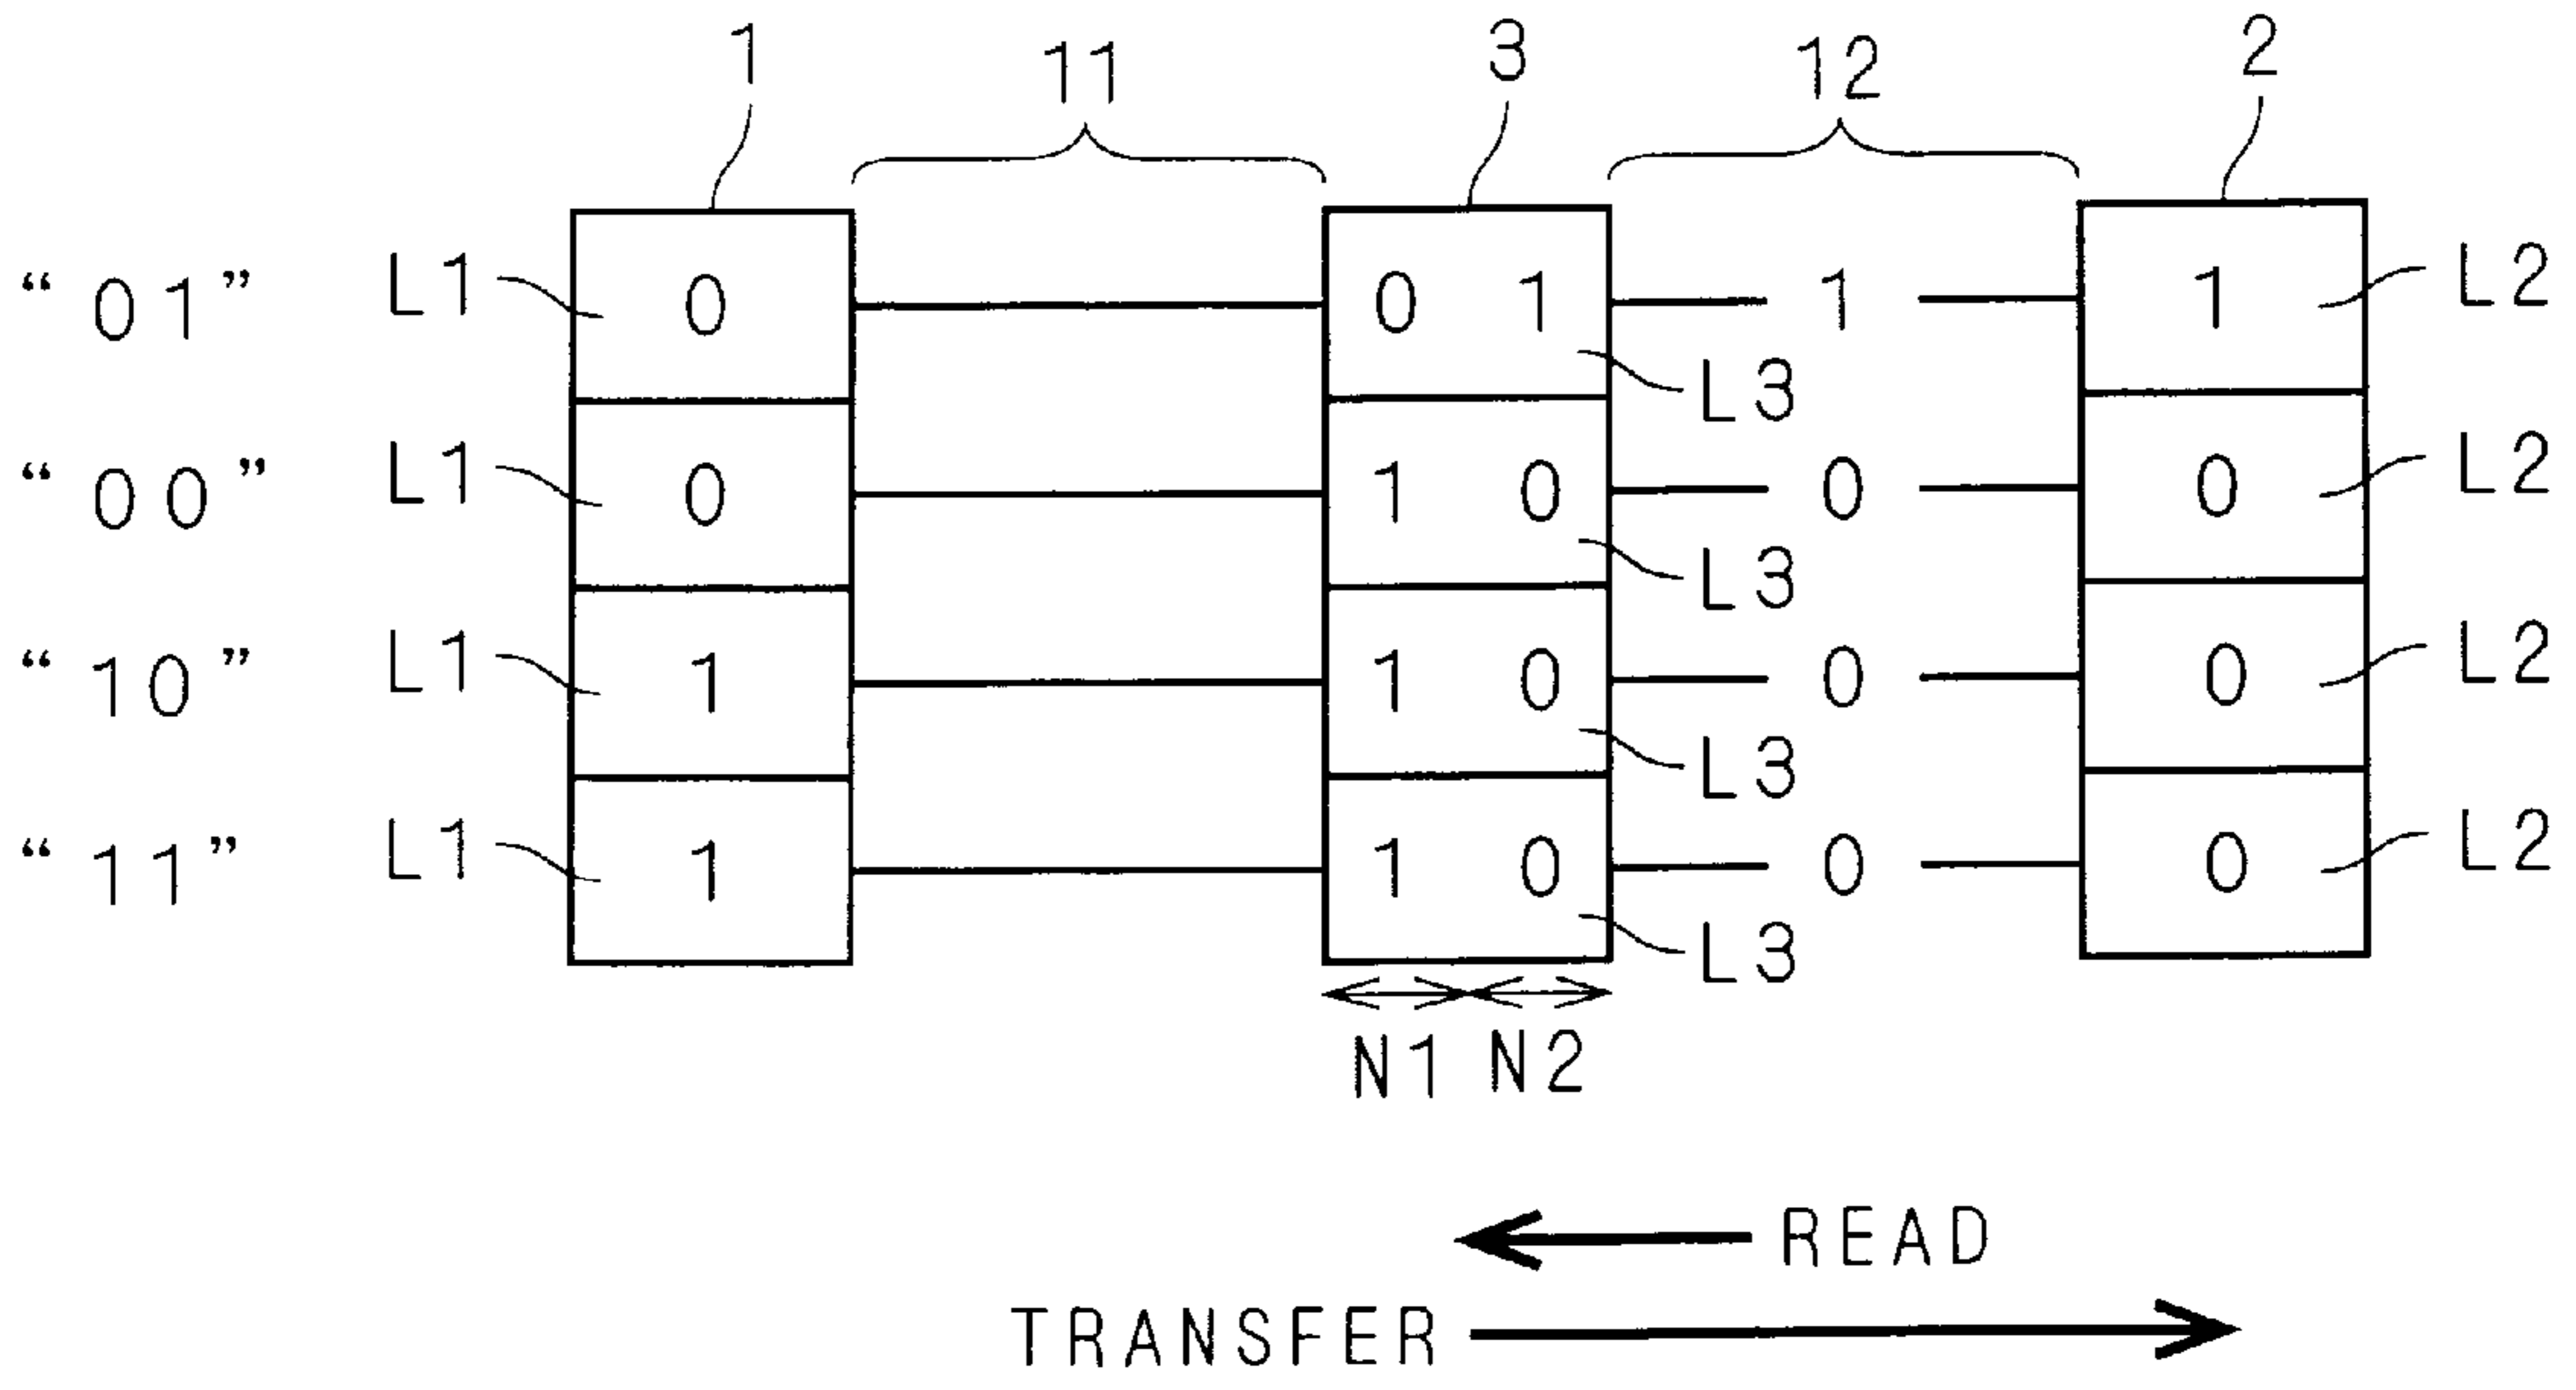 1 11 3 12 2
“01” L1 0 0 1 1 1 L2
L3
“00” L1 0 1 0 0 0 L2
L3
“10” L1 1 1 0 0 0 L2
L3
“11” L1 1 1 0 0 0 L2
L3
N1 N2
READ
TRANSFER